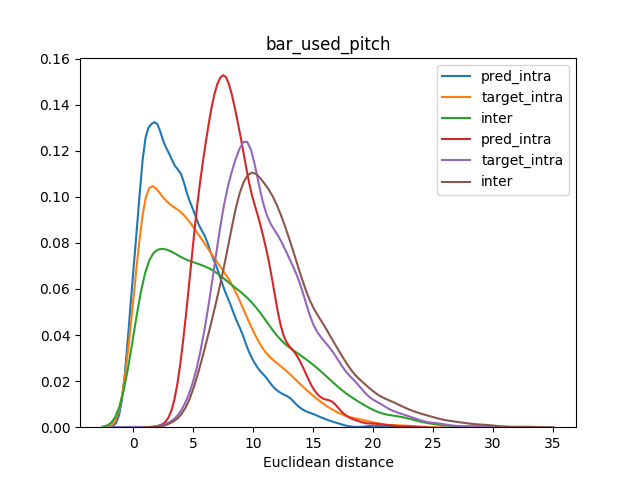 bar_used_pitch
0.16
0.14
0.12
0.10
0.08
0.06
0.04
0.02
0.00
0
5
10
15
20
25
30
35
Euclidean distance
pred_intra
target_intra
inter
pred_intra
target_intra
inter